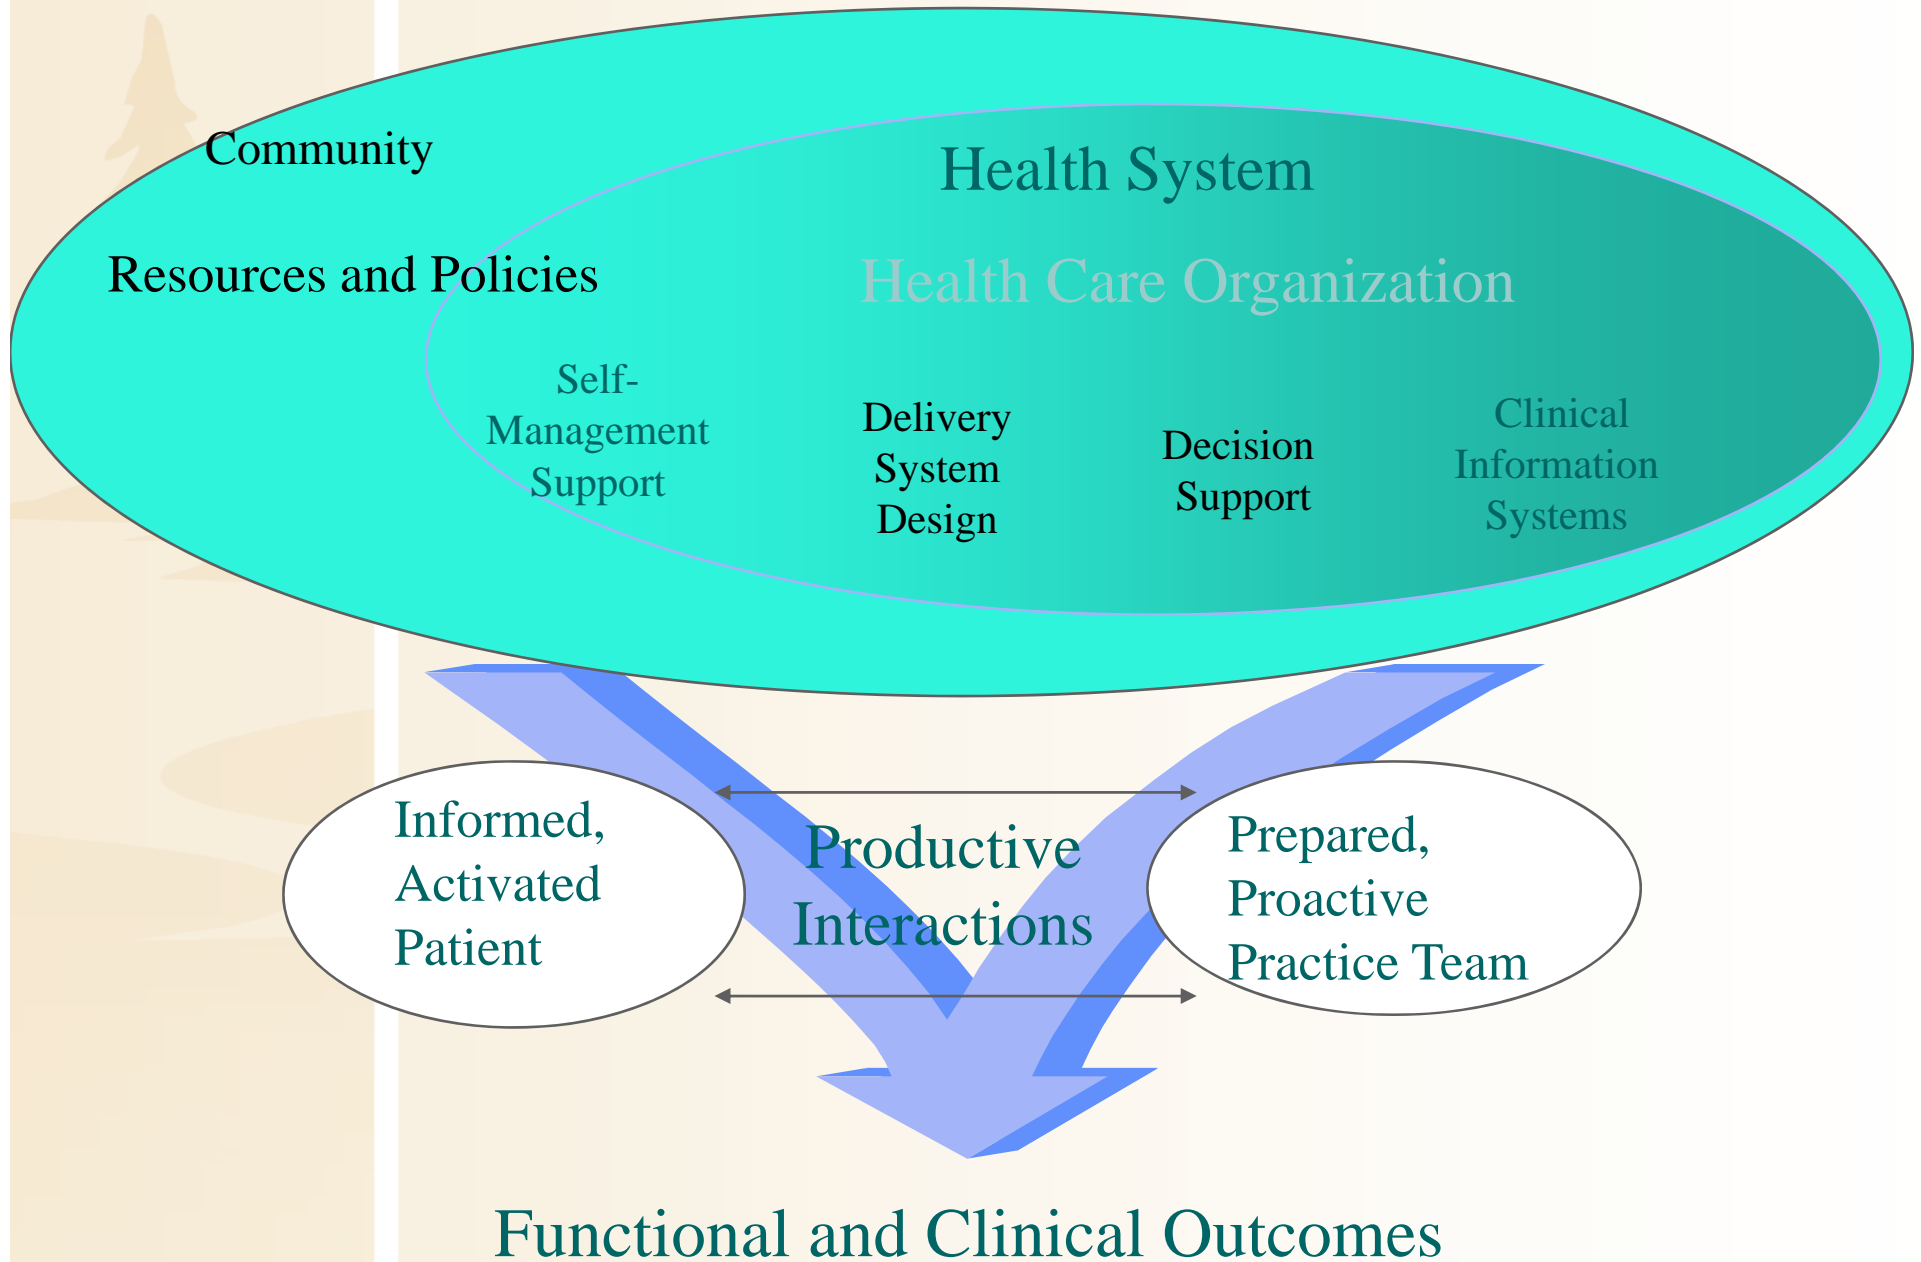 Community
Health System
Resources and Policies
Health Care Organization
Self-
Management
Support
Delivery
System
Design
Decision
Support
Clinical
Information
Systems
Informed,
Activated
Patient
Productive
Interactions
Prepared,
Proactive
Practice Team
Functional and Clinical Outcomes